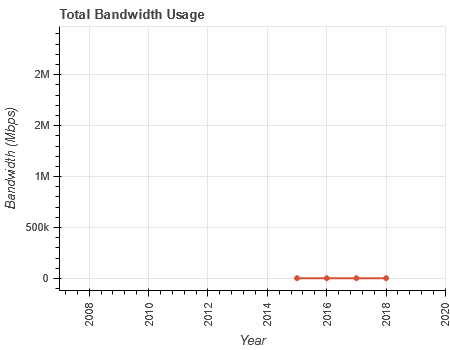 Total Bandwidth Usage
Bandwidth (Mbps)
2M
2M
1M
500k
0
2008
2010
2012
2014
2016
2018
2020
Year